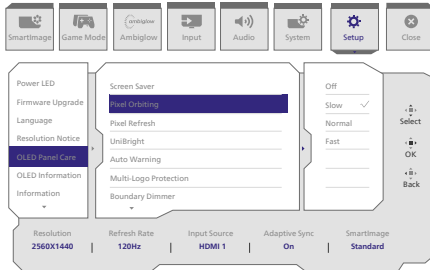 SmartImage
Game Mode
ambiglow
Ambiglow
Input
Audio
System
Setup
Close
Power LED
Firmware Upgrade
Language
Resolution Notice
OLED Panel Care
OLED Information
Information
Screen Saver
Pixel Orbiting
Pixel Refresh
UniBright
Auto Warning
Multi-Logo Protection
Boundary Dimmer
Off
Slow
Normal
Fast
Select
OK
Back
Resolution Refresh Rate Input Source Adaptive Sync SmartImage
2560X1440 | 120Hz | HDMI 1 | On | Standard